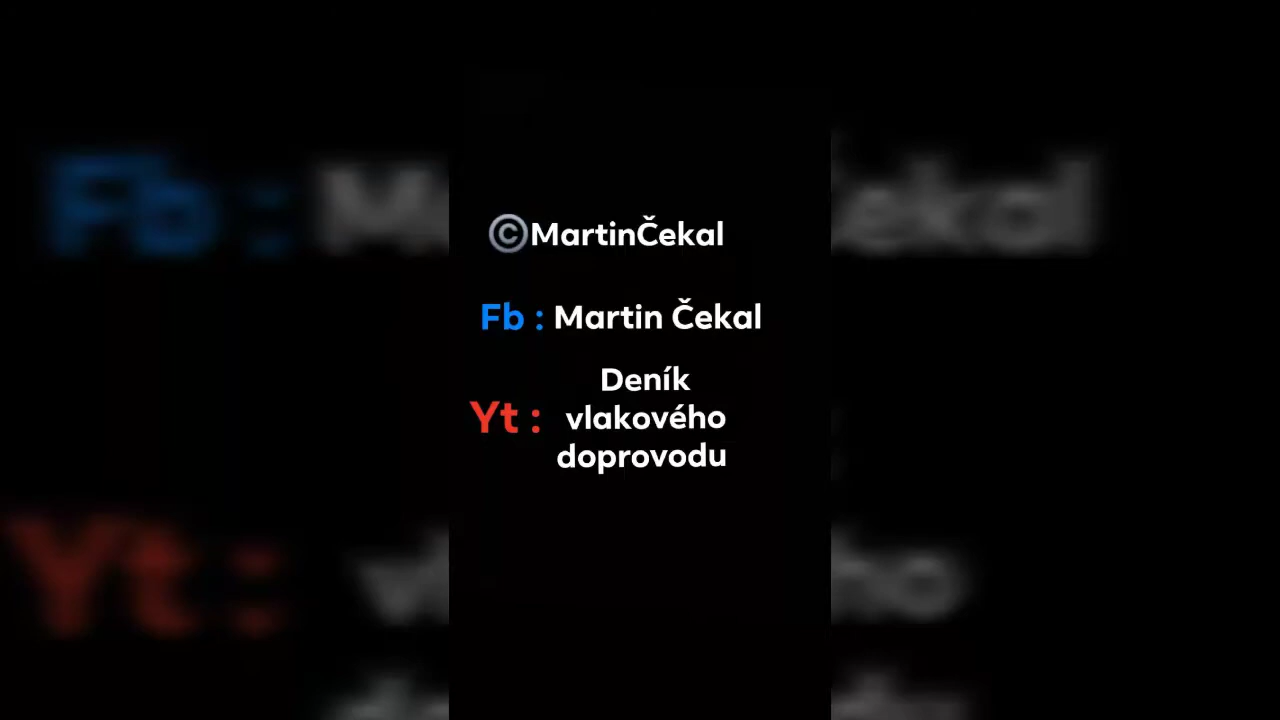 ©MartinČekal
Fb : Martin Čekal
Yt : Deník
vlakového
doprovodu